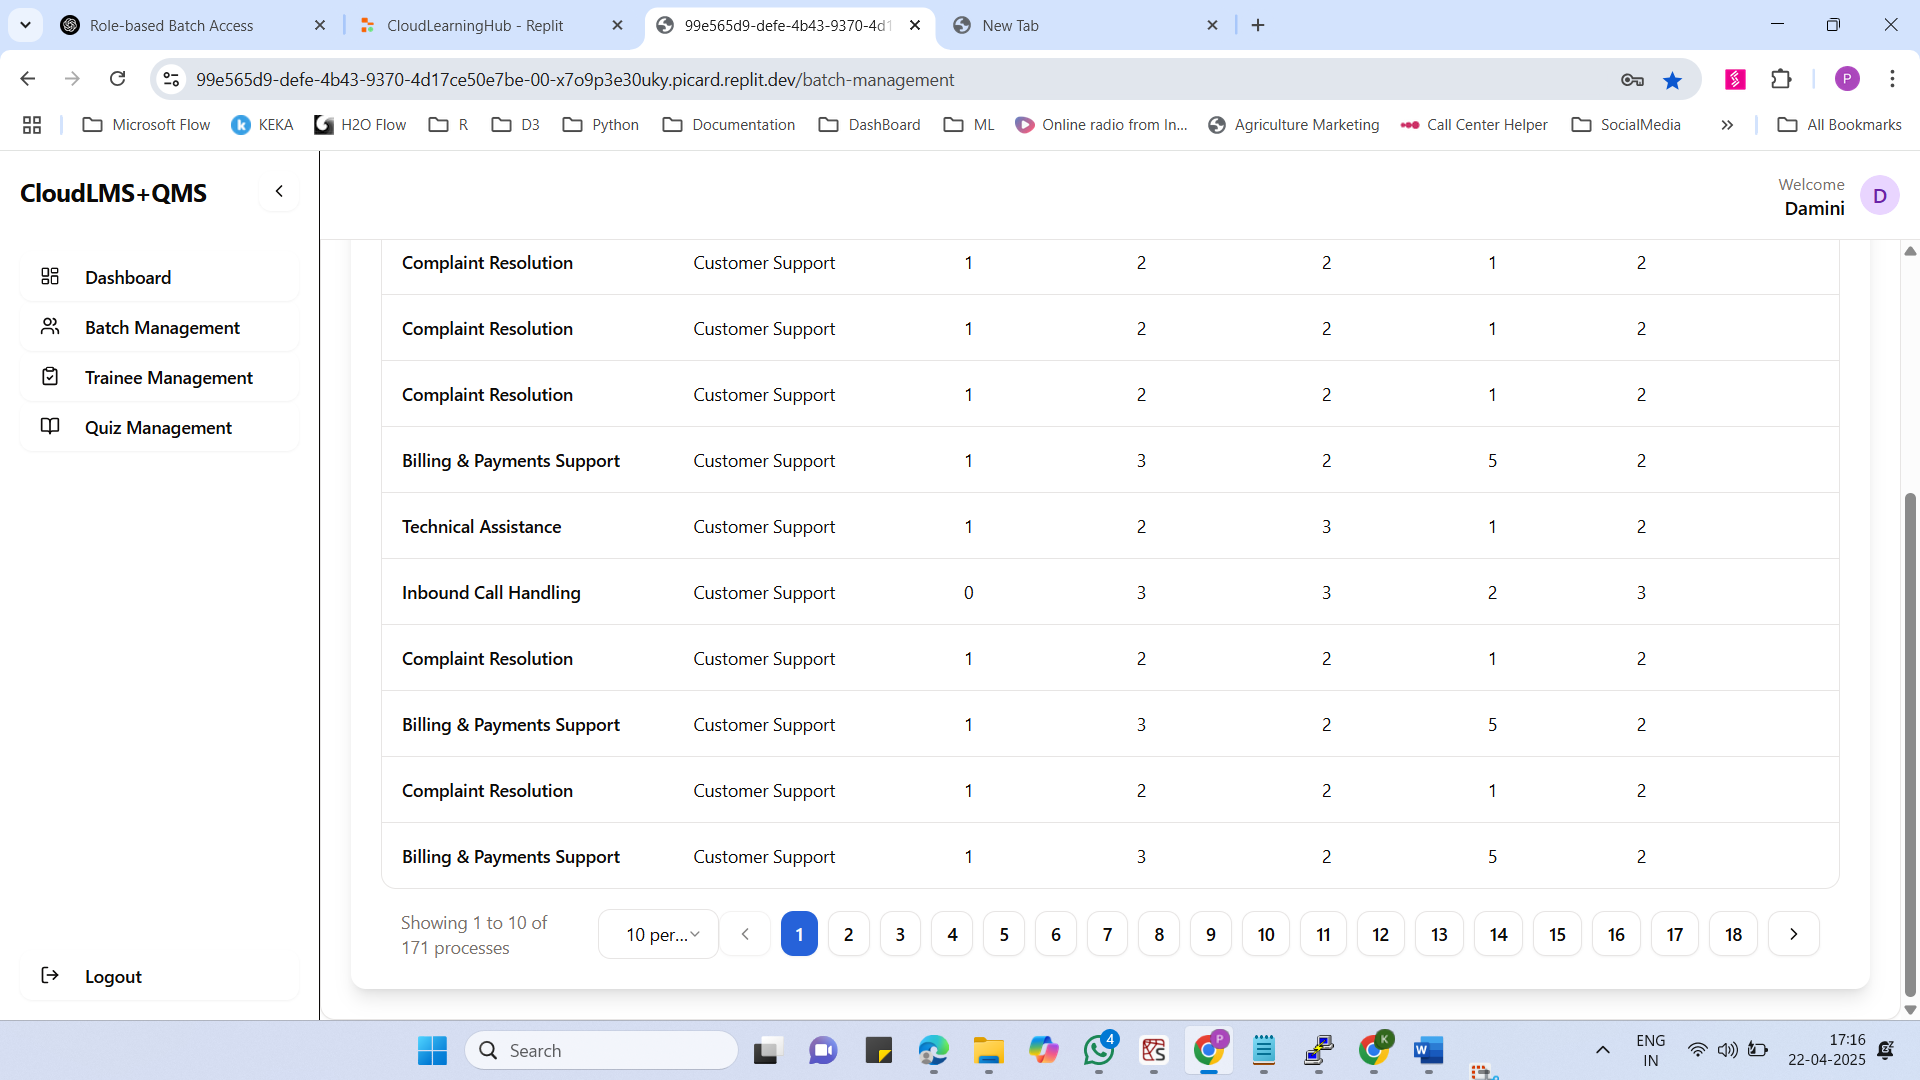 Role-based Batch Access
CloudLearningHub - Replit
99e565d9-defe-4b43-9370-4d1
New Tab
99e565d9-defe-4b43-9370-4d17ce50e7be-00-x7o9p3e30uky.picard.replit.dev/batch-management
P
Microsoft Flow
KEKA
H2O Flow
R
D3
Python
Documentation
DashBoard
ML
Online radio from In...
Agriculture Marketing
Call Center Helper
SocialMedia
All Bookmarks
CloudLMS+QMS
Welcome
Damini
D
Dashboard
Batch Management
Trainee Management
Quiz Management
Logout
Complaint Resolution Customer Support 1 2 2 1 2
Complaint Resolution Customer Support 1 2 2 1 2
Complaint Resolution Customer Support 1 2 2 1 2
Billing & Payments Support Customer Support 1 3 2 5 2
Technical Assistance Customer Support 1 2 3 1 2
Inbound Call Handling Customer Support 0 3 3 2 3
Complaint Resolution Customer Support 1 2 2 1 2
Billing & Payments Support Customer Support 1 3 2 5 2
Complaint Resolution Customer Support 1 2 2 1 2
Billing & Payments Support Customer Support 1 3 2 5 2
Showing 1 to 10 of
171 processes
10 per...
1 2 3 4 5 6 7 8 9 10 11 12 13 14 15 16 17 18
Search
4
P
K
ENG
IN
17:16
22-04-2025